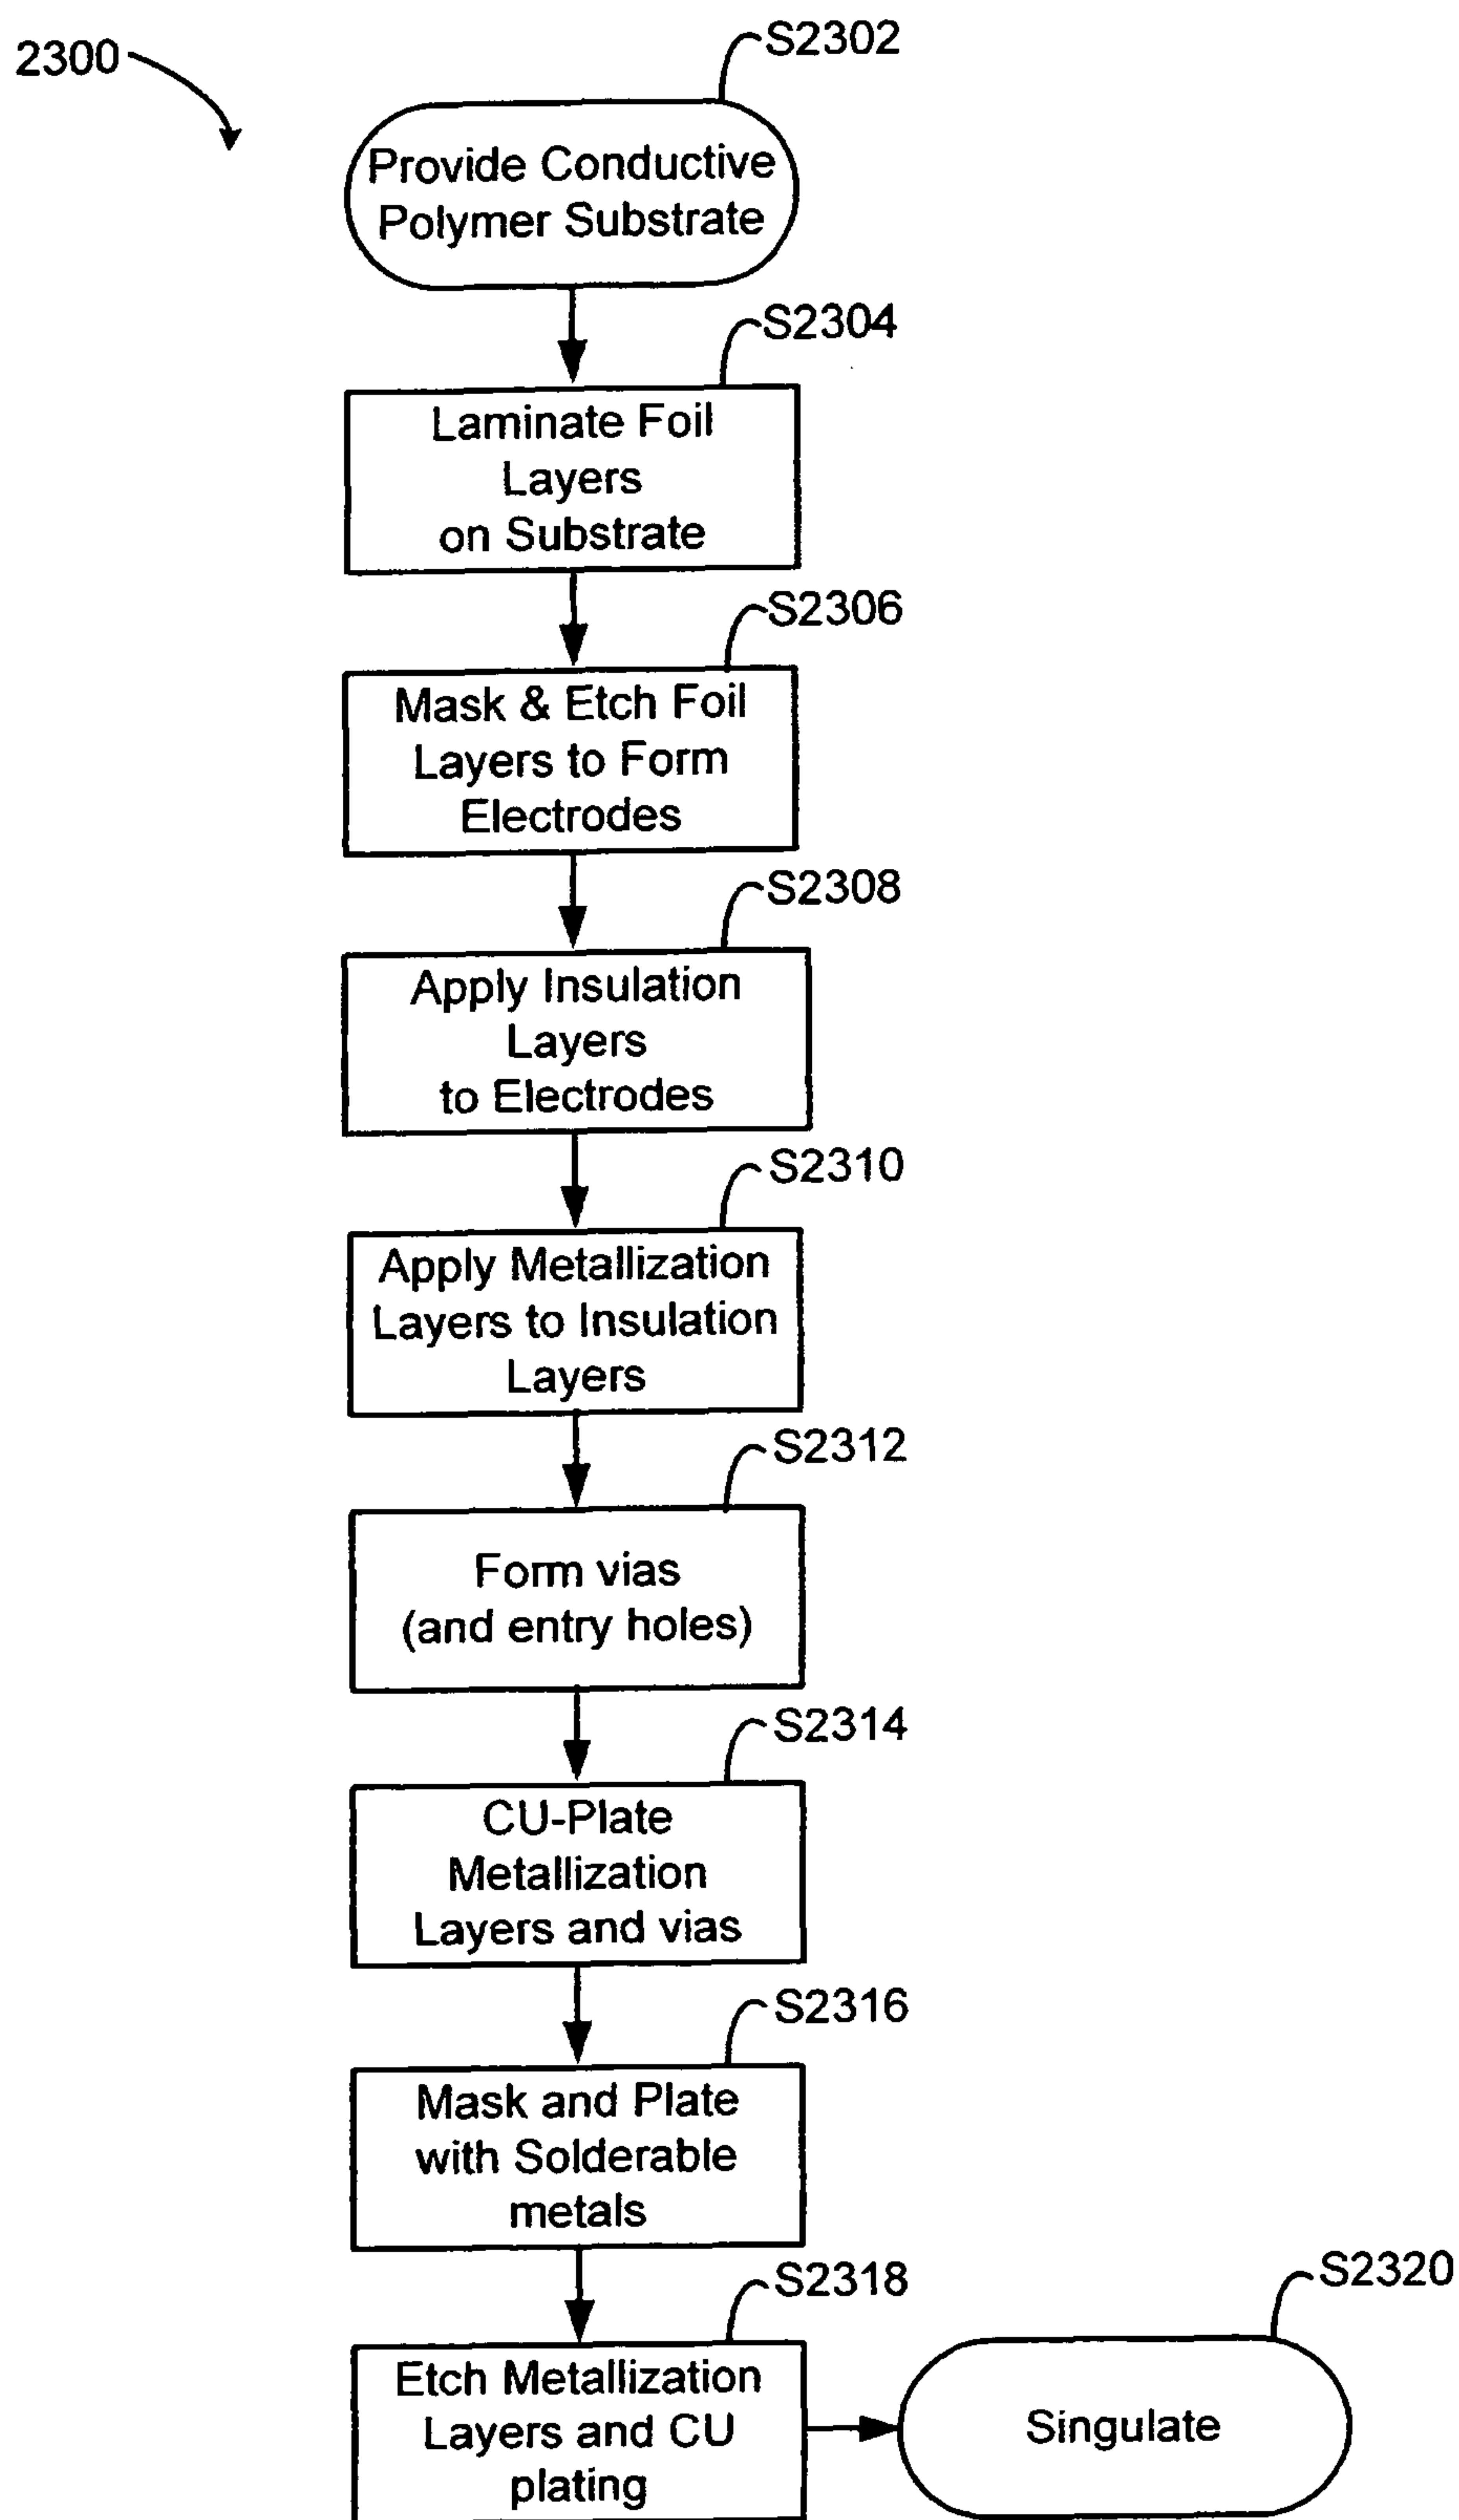 2300
S2302
Provide Conductive
Polymer Substrate
S2304
Laminate Foil
Layers
on Substrate
S2306
Mask & Etch Foil
Layers to Form
Electrodes
S2308
Apply Insulation
Layers
to Electrodes
S2310
Apply Metallization
Layers to Insulation
Layers
S2312
Form vias
(and entry holes)
S2314
CU-Plate
Metallization
Layers and vias
S2316
Mask and Plate
with Solderable
metals
S2318
Etch Metallization
Layers and CU
plating
S2320
Singulate